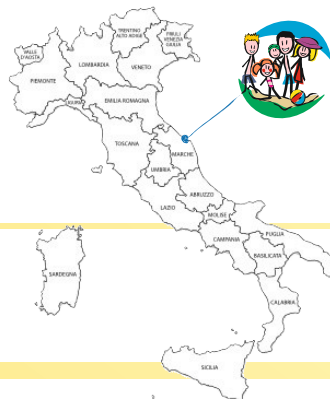 TRENTINO
ALTO ADIGE
FRIULI
VENEZIA
GIULIA
VALLE
D'AOSTA
LOMBARDIA
VENETO
PIEMONTE
LIGURIA
EMILIA ROMAGNA
TOSCANA
MARCHE
UMBRIA
ABRUZZO
LAZIO
MOLISE
CAMPANIA
PUGLIA
BASILICATA
SARDEGNA
CALABRIA
SICILIA